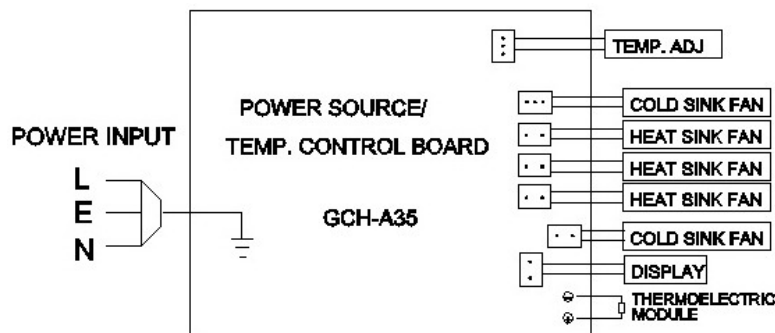 TEMP. ADJ
POWER SOURCE/
COLD SINK FAN
POWER INPUT
HEAT SINK FAN
TEMP. CONTROL BOARD
HEAT SINK FAN
L
HEAT SINK FAN
E
GCH-A35
N
COLD SINK FAN
DISPLAY
THERMOELECTRIC
MODULE